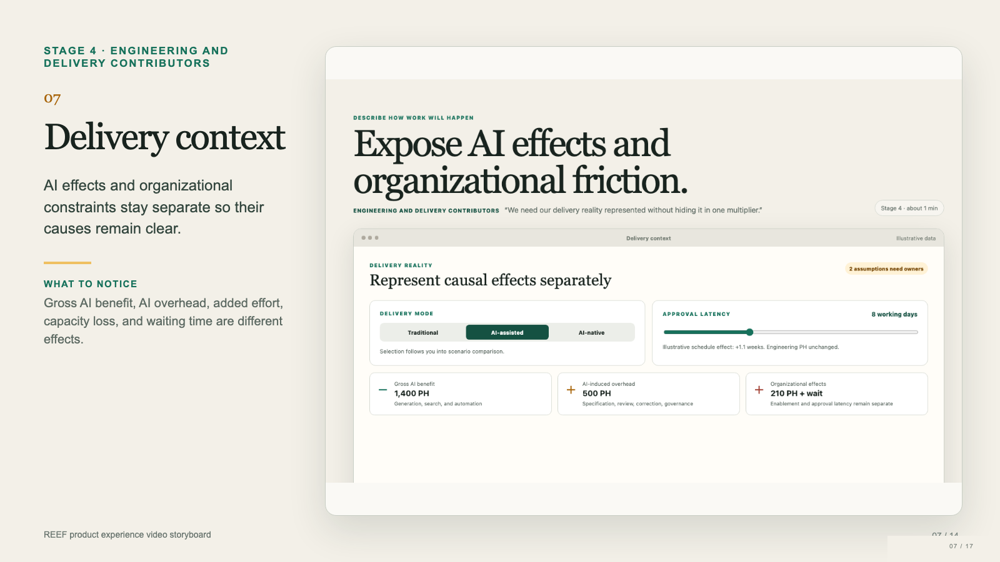 STAGE 4 · ENGINEERING AND
DELIVERY CONTRIBUTORS
07
Delivery context
AI effects and organizational
constraints stay separate so their
causes remain clear.
WHAT TO NOTICE
Gross AI benefit, AI overhead, added effort,
capacity loss, and waiting time are different
effects.
DESCRIBE HOW WORK WILL HAPPEN
Expose AI effects and
organizational friction.
ENGINEERING AND DELIVERY CONTRIBUTORS “We need our delivery reality represented without hiding it in one multiplier.”
Stage 4 · about 1 min
Delivery context
Illustrative data
DELIVERY REALITY
Represent causal effects separately
2 assumptions need owners
DELIVERY MODE
Traditional
AI-assisted
AI-native
Selection follows you into scenario comparison.
APPROVAL LATENCY
8 working days
Illustrative schedule effect: +1.1 weeks. Engineering PH unchanged.
− Gross AI benefit
1,400 PH
Generation, search, and automation
+ AI-induced overhead
500 PH
Specification, review, correction, governance
+ Organizational effects
210 PH + wait
Enablement and approval latency remain separate
REEF product experience video storyboard
07 / 14
07 / 17